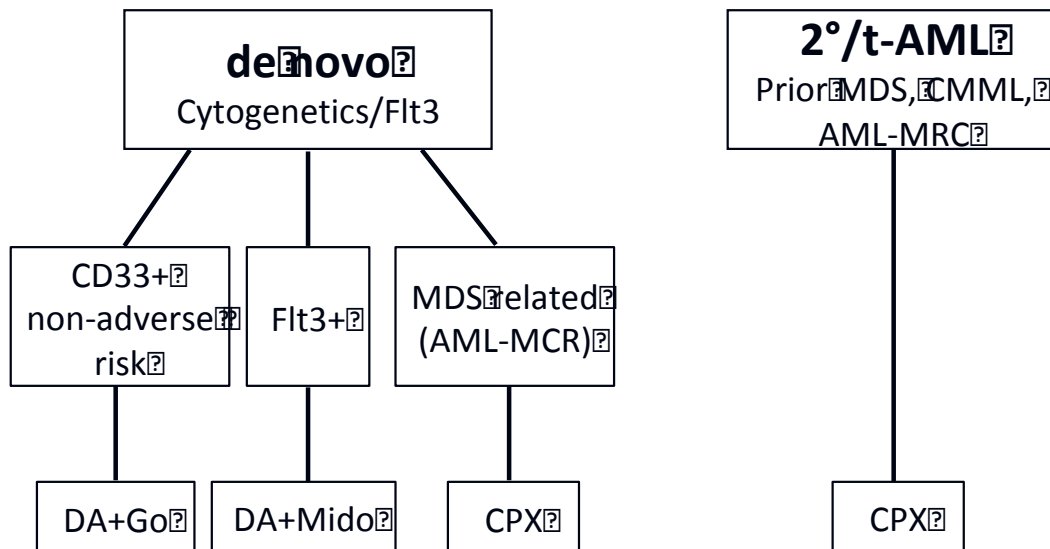 de novo
Cytogenetics/Flt3
2°/t-AML
Prior MDS, CMML,
AML-MRC
CD33+
non-adverse
risk
Flt3+
MDS related
(AML-MCR)
DA+Go
DA+Mido
CPX
CPX